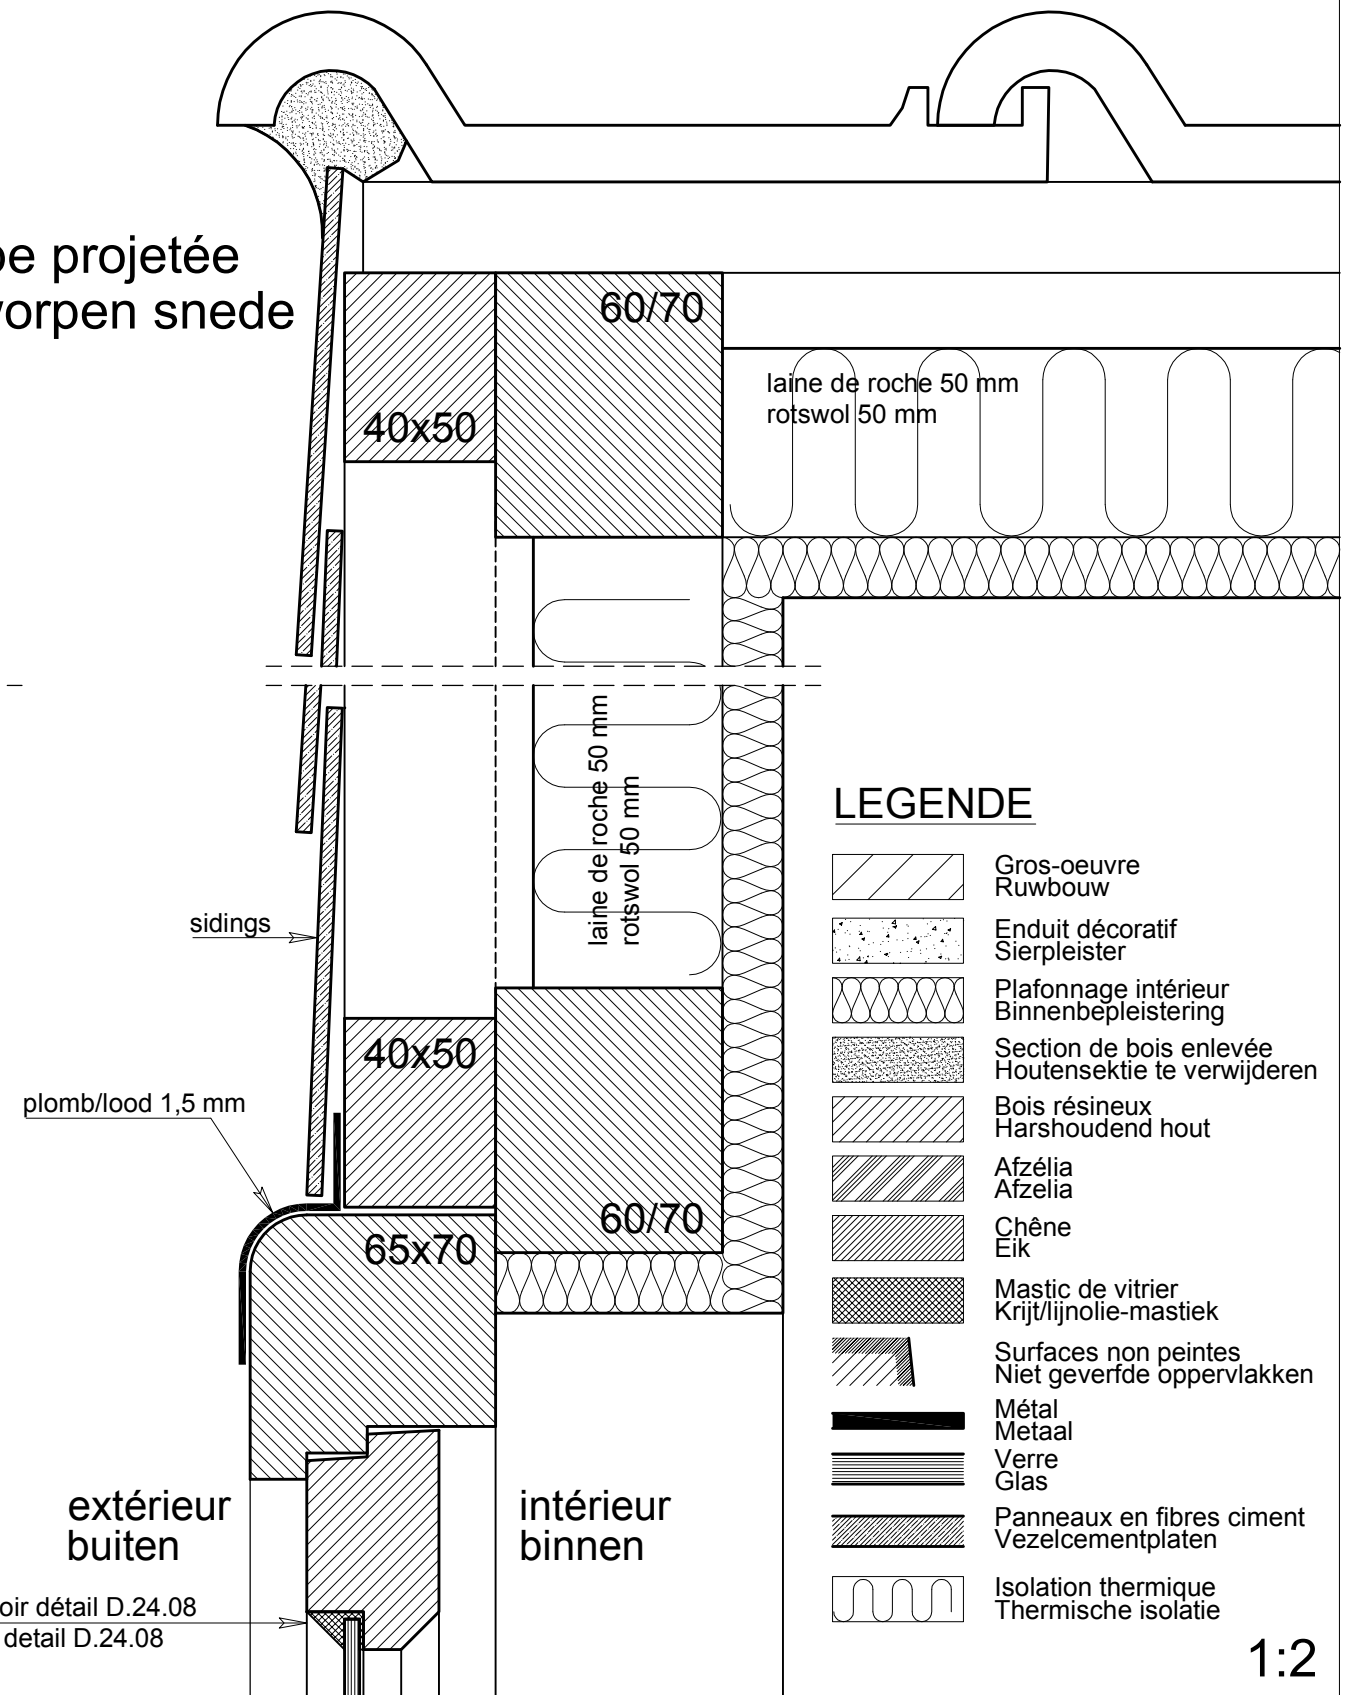 projetée
snede
60/70
40x50
laine de roche 50 mm
rotswol 50 mm
laine de roche 50 mm
rotswol 50 mm
sidings
40x50
plomb/lood 1,5 mm
60/70
65x70
extérieur
buiten
intérieur
binnen
détail D.24.08
detail D.24.08
LEGENDE
Gros-oeuvre
Ruwbouw
Enduit décoratif
Sierpleister
Plafonnage intérieur
Binnenbepleistering
Section de bois enlevée
Houtensektie te verwijderen
Bois résineux
Harshoudend hout
Afzélia
Afzelia
Chêne
Eik
Mastic de vitrier
Krijt/lijnolie-mastiek
Surfaces non peintes
Niet geverfde oppervlakken
Métal
Metaal
Verre
Glas
Panneaux en fibres ciment
Vezelcementplaten
Isolation thermique
Thermische isolatie
1:2